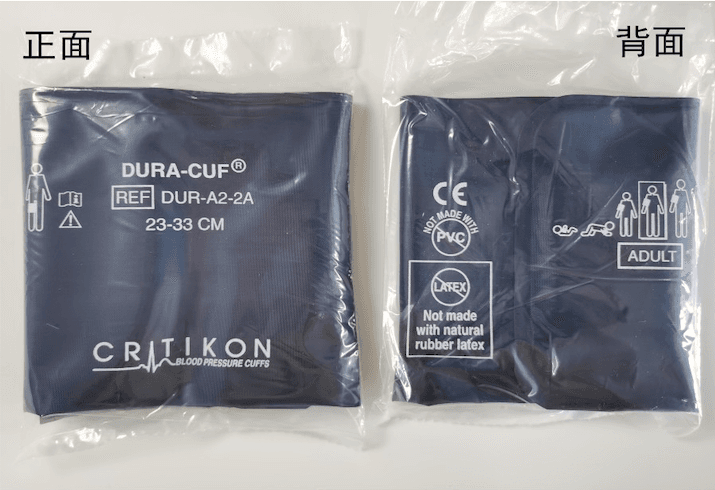 正面
DURA-CUF®
REF DUR-A2-2A
23-33 CM
CRITIKON
BLOOD PRESSURE CUFFS
背面
CE
NOT MADE WITH
PVC
LATEX
Not made
with natural
rubber latex
ADULT